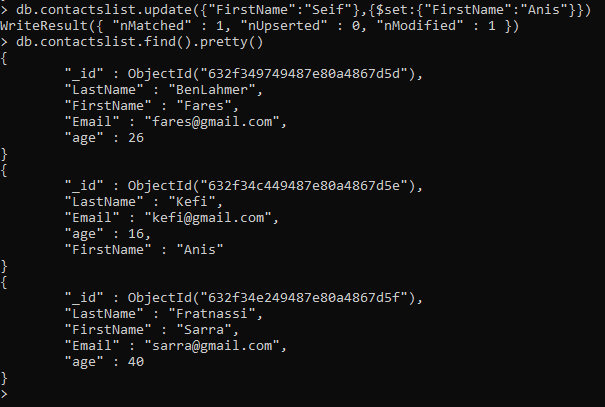 > db.contactslist.update({"FirstName":"Seif"},{$set:{"FirstName":"Anis"}})
WriteResult({ "nMatched" : 1, "nUpserted" : 0, "nModified" : 1 })
> db.contactslist.find().pretty()
{
        "_id" : ObjectId("632f349749487e80a4867d5d"),
        "LastName" : "BenLahmer",
        "FirstName" : "Fares",
        "Email" : "fares@gmail.com",
        "age" : 26
}
{
        "_id" : ObjectId("632f34c449487e80a4867d5e"),
        "LastName" : "Kefi",
        "Email" : "kefi@gmail.com",
        "age" : 16,
        "FirstName" : "Anis"
}
{
        "_id" : ObjectId("632f34e249487e80a4867d5f"),
        "LastName" : "Fratnassi",
        "FirstName" : "Sarra",
        "Email" : "sarra@gmail.com",
        "age" : 40
}
>